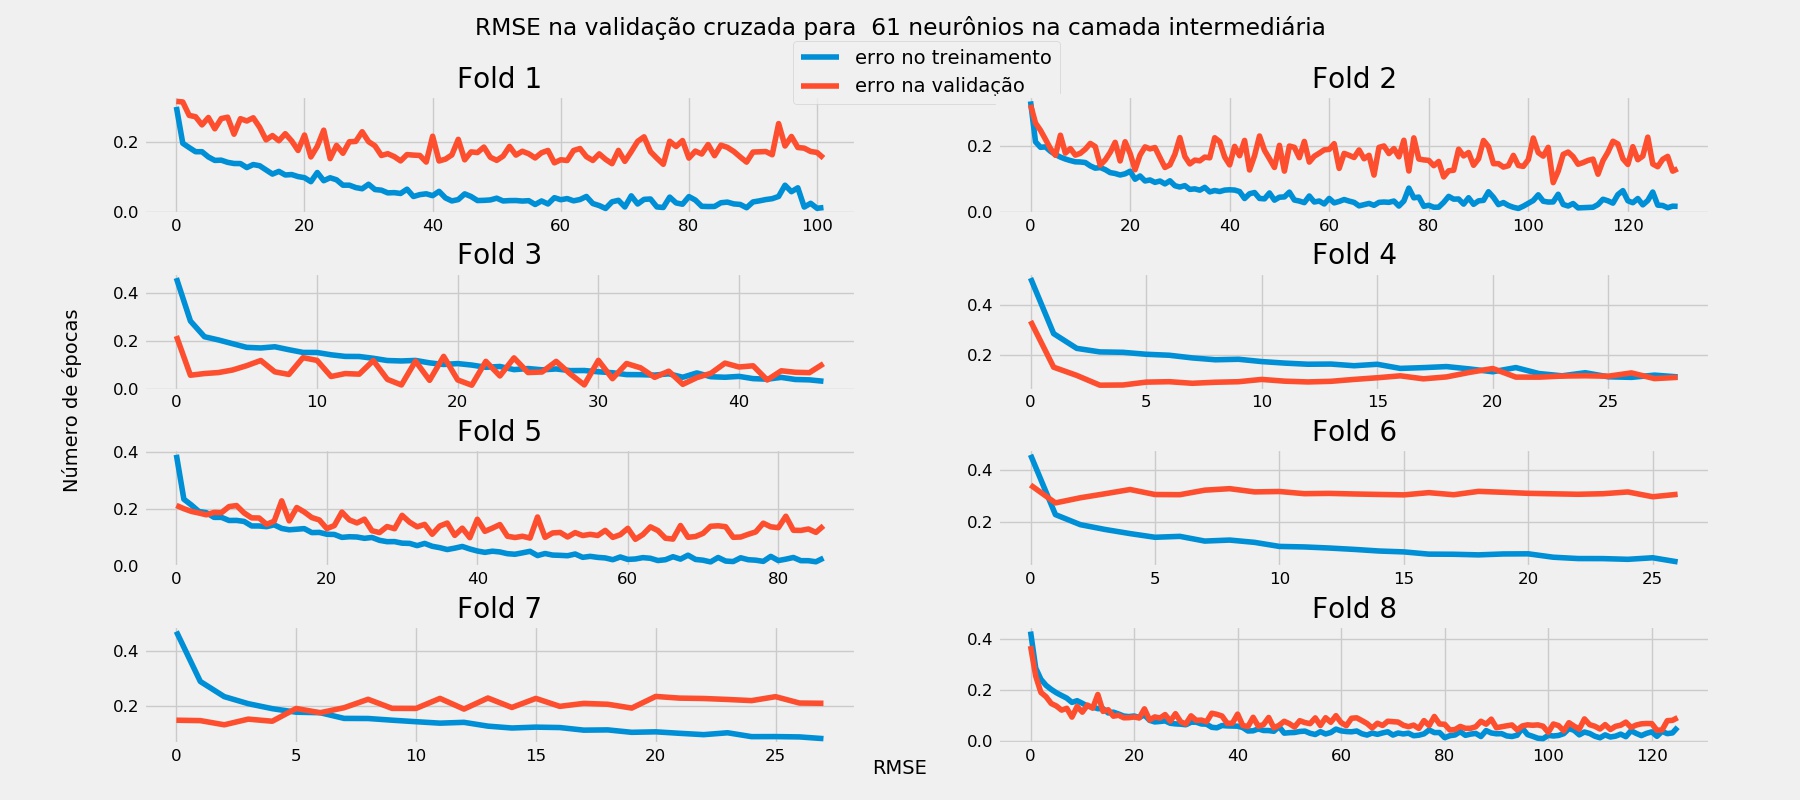 RMSE na validação cruzada para  61 neurônios na camada intermediária
erro no treinamento
erro na validação
Fold 1
0.2
0.0
0 20 40 60 80 100
Fold 2
0.2
0.0
0 20 40 60 80 100 120
Fold 3
0.4
0.2
0.0
0 10 20 30 40
Fold 4
0.4
0.2
0 5 10 15 20 25
Número de épocas
Fold 5
0.4
0.2
0.0
0 20 40 60 80
Fold 6
0.4
0.2
0 5 10 15 20 25
Fold 7
0.4
0.2
0 5 10 15 20 25
Fold 8
0.4
0.2
0.0
0 20 40 60 80 100 120
RMSE